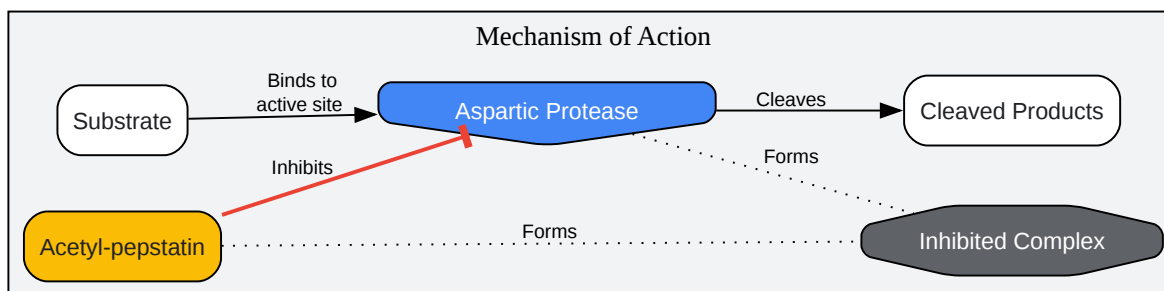 Mechanism of Action
Binds to
active site
Substrate
Aspartic Protease
Cleaves
Cleaved Products
Inhibits
Forms
Acetyl-pepstatin
Forms
Inhibited Complex